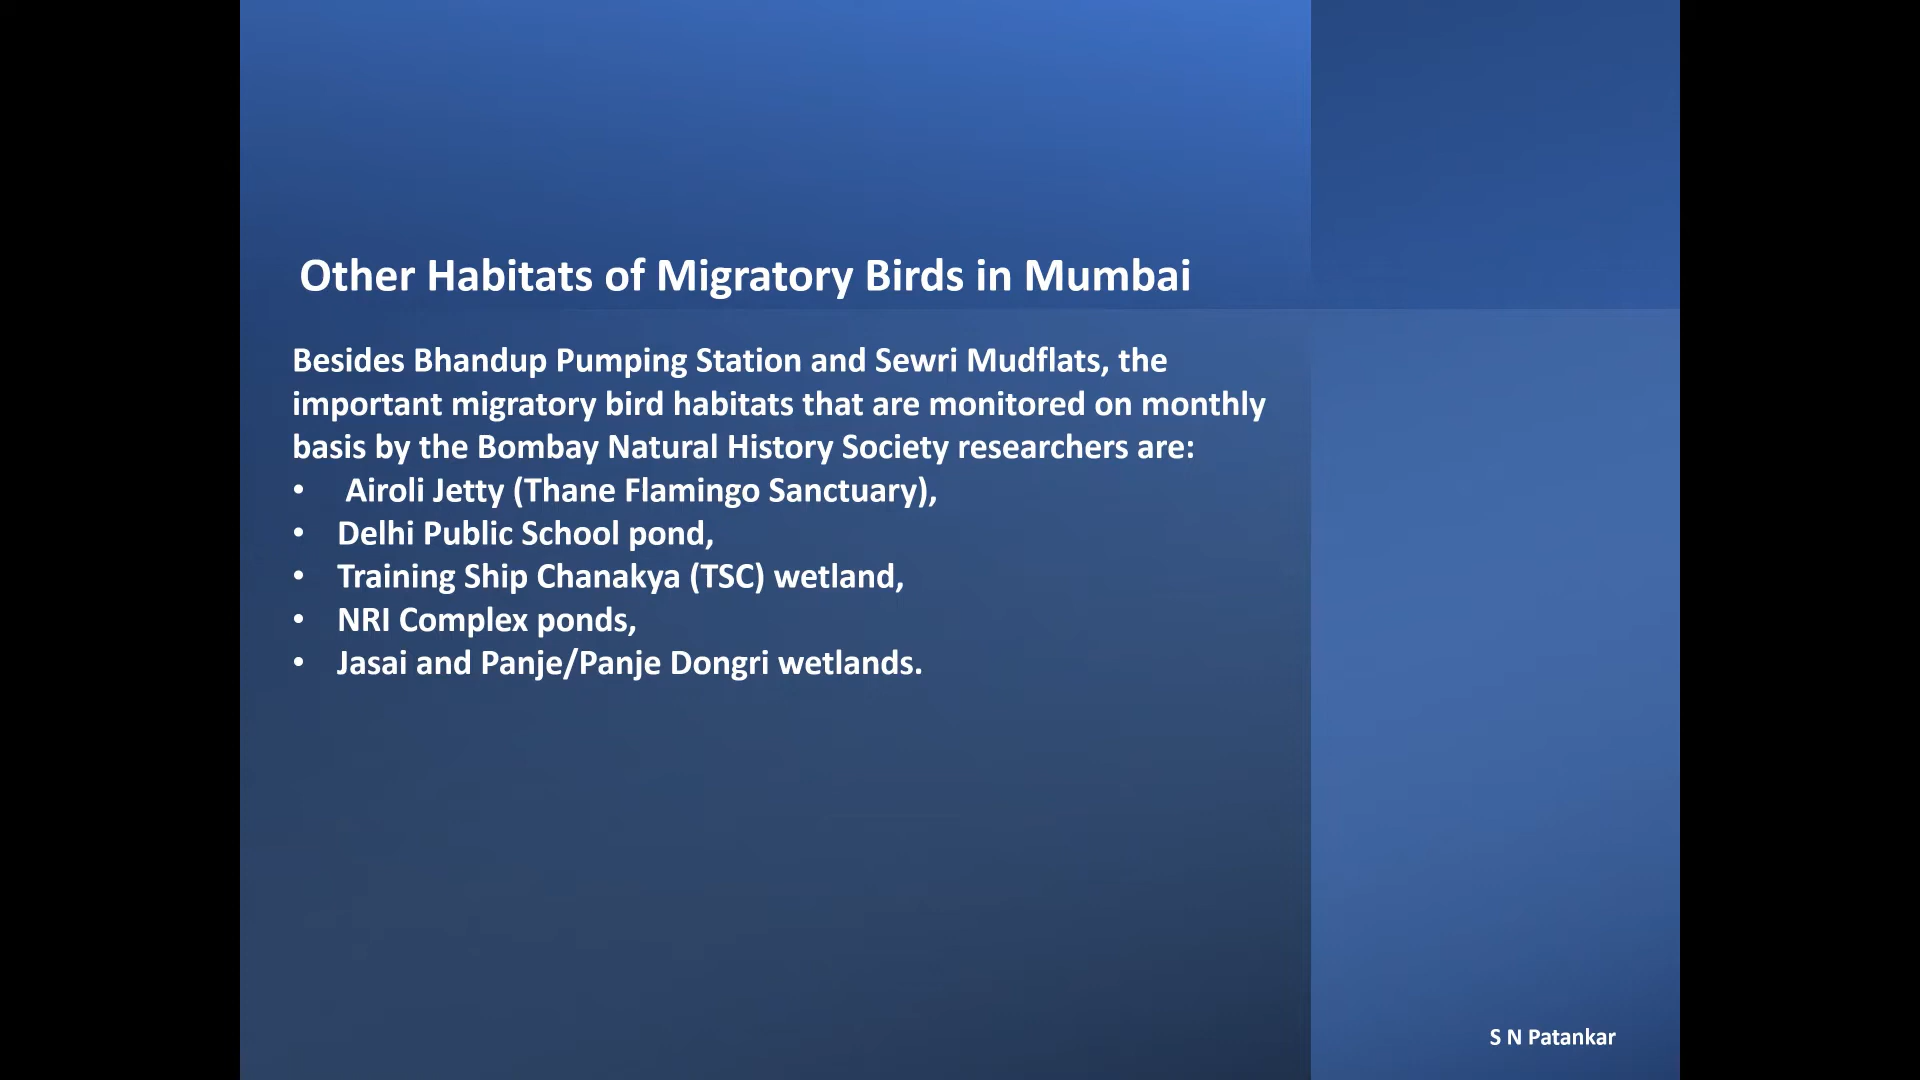 Other Habitats of Migratory Birds in Mumbai
Besides Bhandup Pumping Station and Sewri Mudflats, the
important migratory bird habitats that are monitored on monthly
basis by the Bombay Natural History Society researchers are:
• Airoli Jetty (Thane Flamingo Sanctuary),
• Delhi Public School pond,
• Training Ship Chanakya (TSC) wetland,
• NRI Complex ponds,
• Jasai and Panje/Panje Dongri wetlands.
S N Patankar